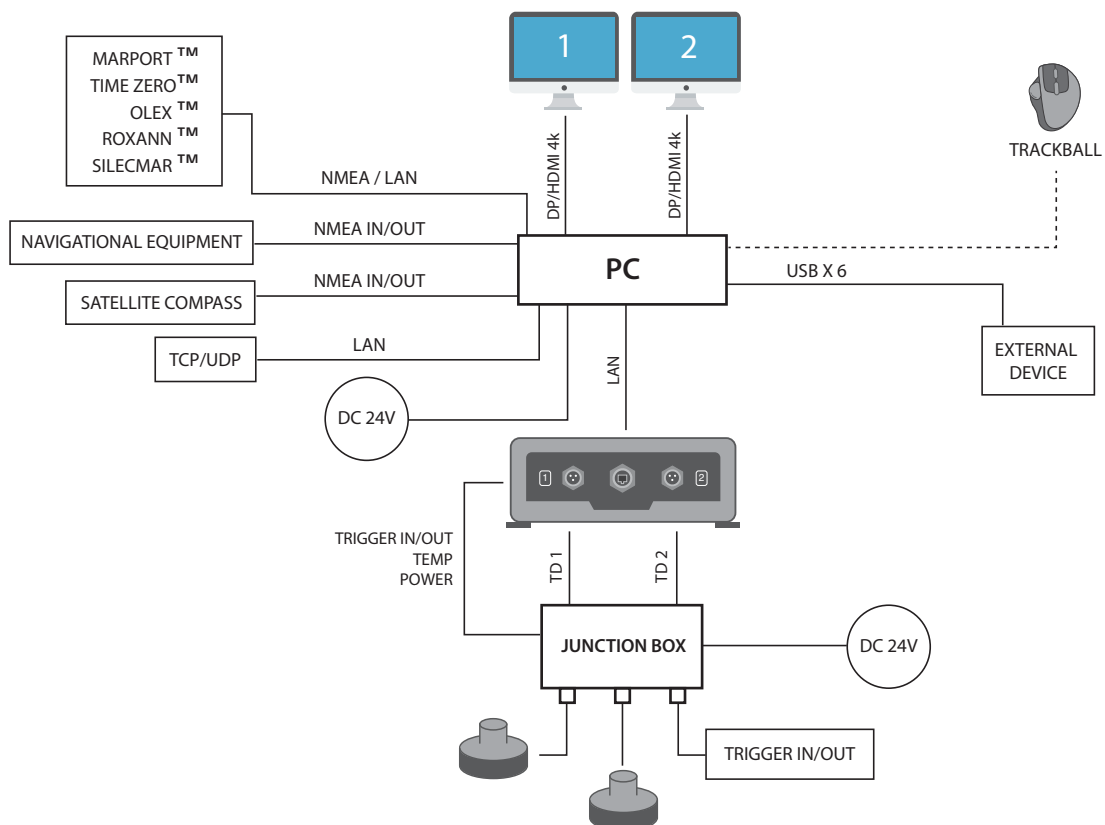 MARPORT ™
TIME ZERO™
OLEX ™
ROXANN ™
SILECMAR ™
1
2
TRACKBALL
NMEA / LAN
DP/HDMI 4k
DP/HDMI 4k
NAVIGATIONAL EQUIPMENT
NMEA IN/OUT
PC
USB X 6
SATELLITE COMPASS
NMEA IN/OUT
TCP/UDP
LAN
LAN
EXTERNAL
DEVICE
DC 24V
1
2
TRIGGER IN/OUT
TEMP
POWER
TD 1
TD 2
JUNCTION BOX
DC 24V
TRIGGER IN/OUT